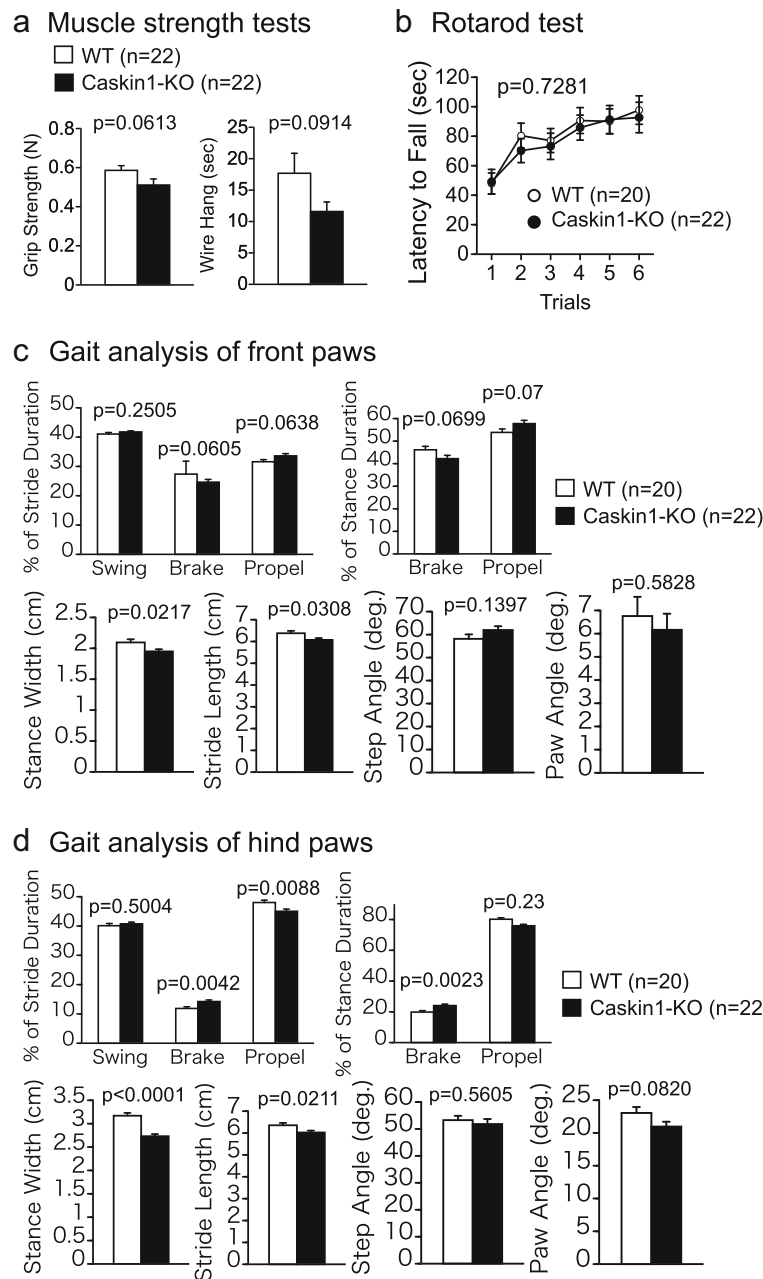 a Muscle strength tests
WT (n=22)
Caskin1-KO (n=22)
p=0.0613
Grip Strength (N)
0.8
0.6
0.4
0.2
0
p=0.0914
Wire Hang (sec)
25
20
15
10
5
0
b Rotarod test
p=0.7281
Latency to Fall (sec)
120
100
80
60
40
20
0
WT (n=20)
Caskin1-KO (n=22)
1 2 3 4 5 6
Trials
c Gait analysis of front paws
% of Stride Duration
50
40
30
20
10
0
p=0.2505
p=0.0605
p=0.0638
Swing Brake Propel
% of Stance Duration
60
50
40
30
20
10
0
p=0.0699
p=0.07
Brake Propel
WT (n=20)
Caskin1-KO (n=22)
Stance Width (cm)
2.5
2
1.5
1
0.5
0
p=0.0217
Stride Length (cm)
7
6
5
4
3
2
1
0
p=0.0308
Step Angle (deg.)
70
60
50
40
30
20
10
0
p=0.1397
Paw Angle (deg.)
7
6
5
4
3
2
1
0
p=0.5828
d Gait analysis of hind paws
% of Stride Duration
50
40
30
20
10
0
p=0.5004
p=0.0042
p=0.0088
Swing Brake Propel
% of Stance Duration
80
60
40
20
0
p=0.0023
p=0.23
Brake Propel
WT (n=20)
Caskin1-KO (n=22
Stance Width (cm)
3.5
3
2.5
2
1.5
1
0.5
0
p<0.0001
Stride Length (cm)
7
6
5
4
3
2
1
0
p=0.0211
Step Angle (deg.)
60
50
40
30
20
10
0
p=0.5605
Paw Angle (deg.)
25
20
15
10
5
0
p=0.0820